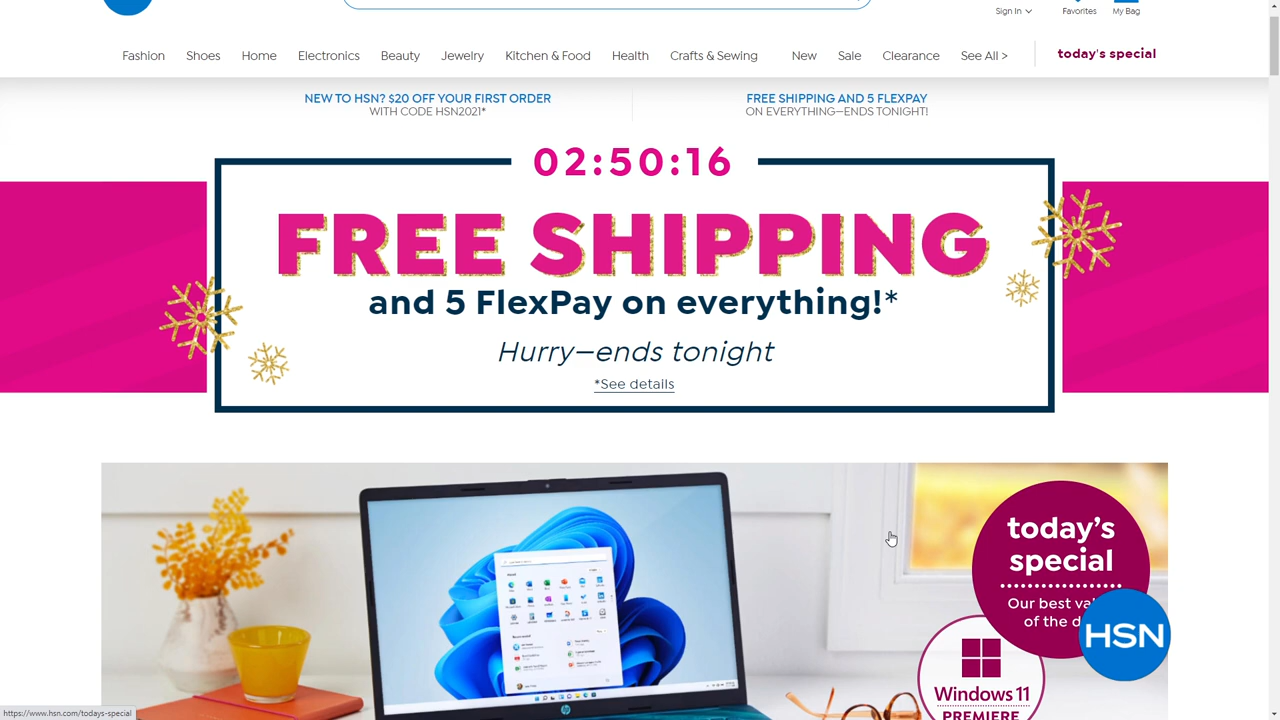 Sign In
Favorites
My Bag
Fashion
Shoes
Home
Electronics
Beauty
Jewelry
Kitchen & Food
Health
Crafts & Sewing
New
Sale
Clearance
See All >
today's special
NEW TO HSN? $20 OFF YOUR FIRST ORDER
WITH CODE HSN2021*
FREE SHIPPING AND 5 FLEXPAY
ON EVERYTHING—ENDS TONIGHT!
02:50:16
FREE SHIPPING
and 5 FlexPay on everything!*
Hurry—ends tonight
*See details
today's
special
Our best
of the
HSN
Windows 11
PREMIERE
hp
https://www.hsn.com/todays-special